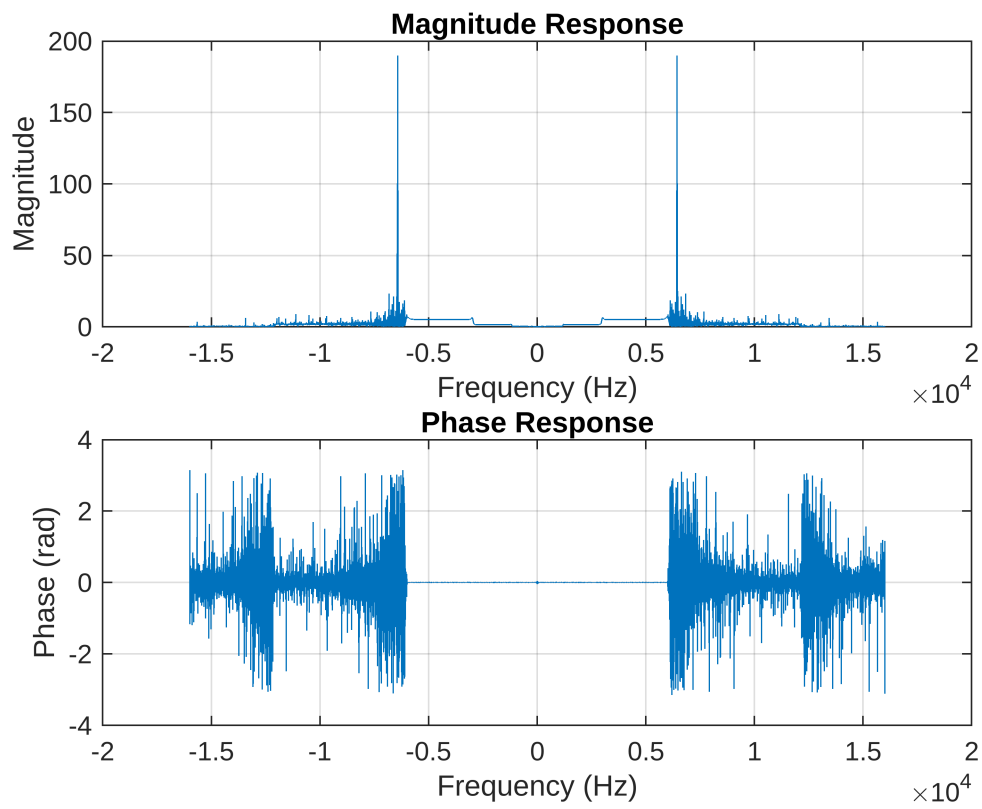 Magnitude Response
200
150
100
50
0
Magnitude
-2 -1.5 -1 -0.5 0 0.5 1 1.5 2
Frequency (Hz)
×10^4
Phase Response
4
2
0
-2
-4
Phase (rad)
-2 -1.5 -1 -0.5 0 0.5 1 1.5 2
Frequency (Hz)
×10^4